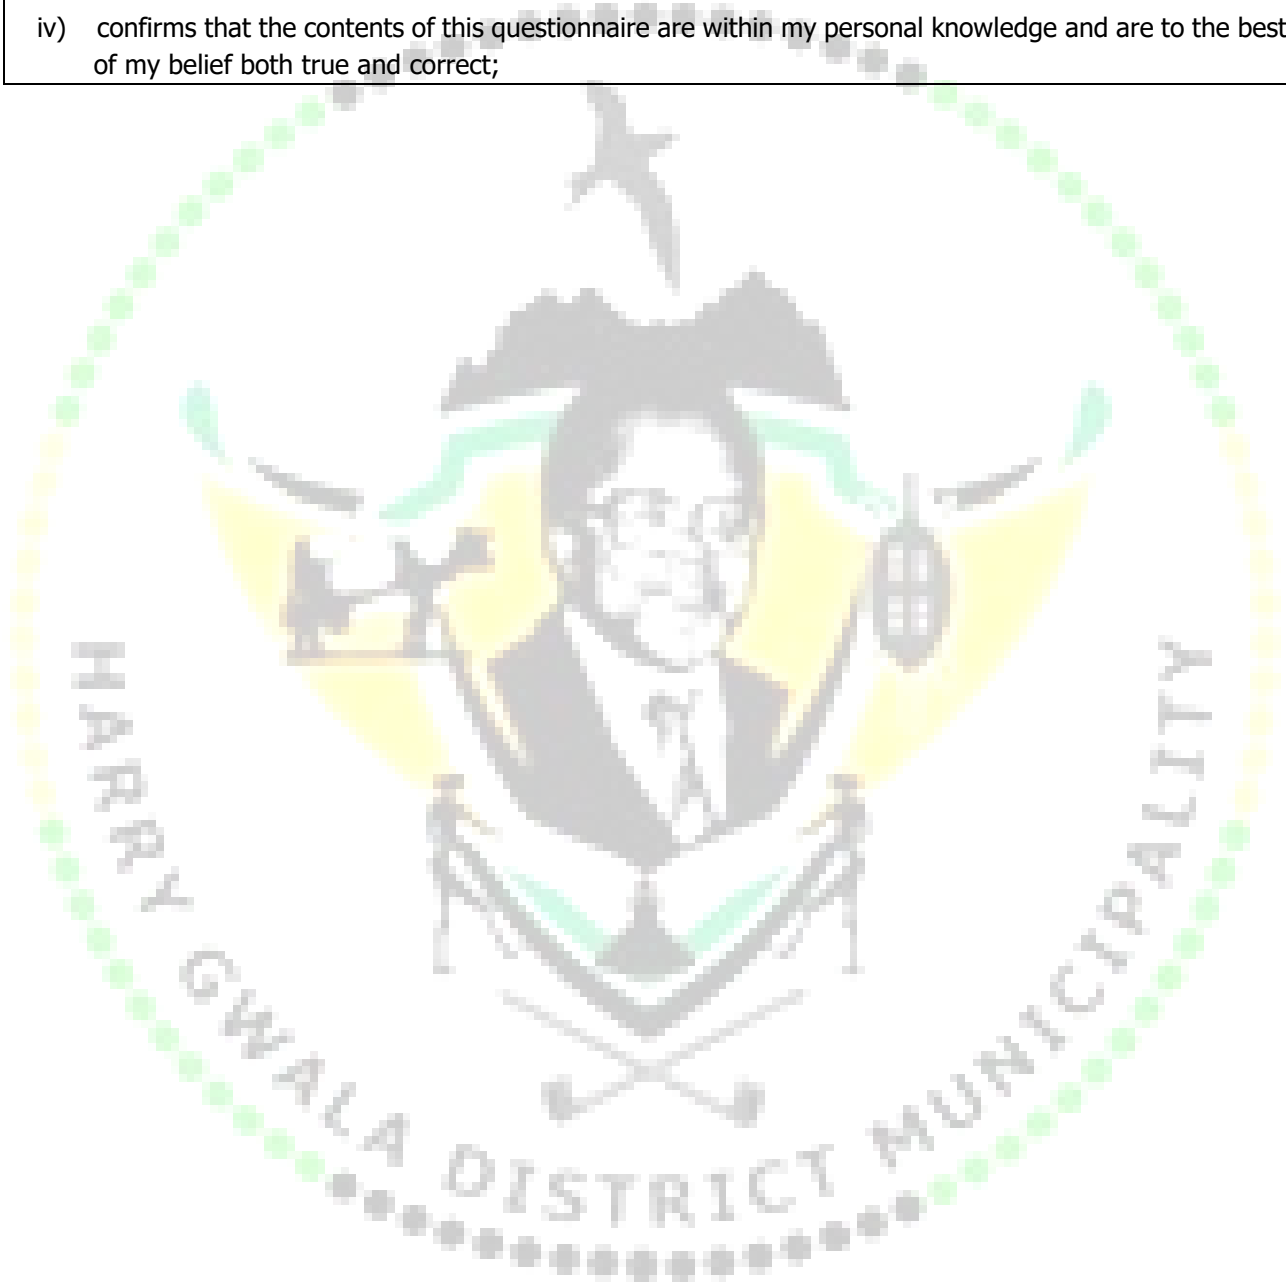 iv) confirms that the contents of this questionnaire are within my personal knowledge and are to the best
of my belief both true and correct;
HARRY GWALA DISTRICT MUNICIPALITY